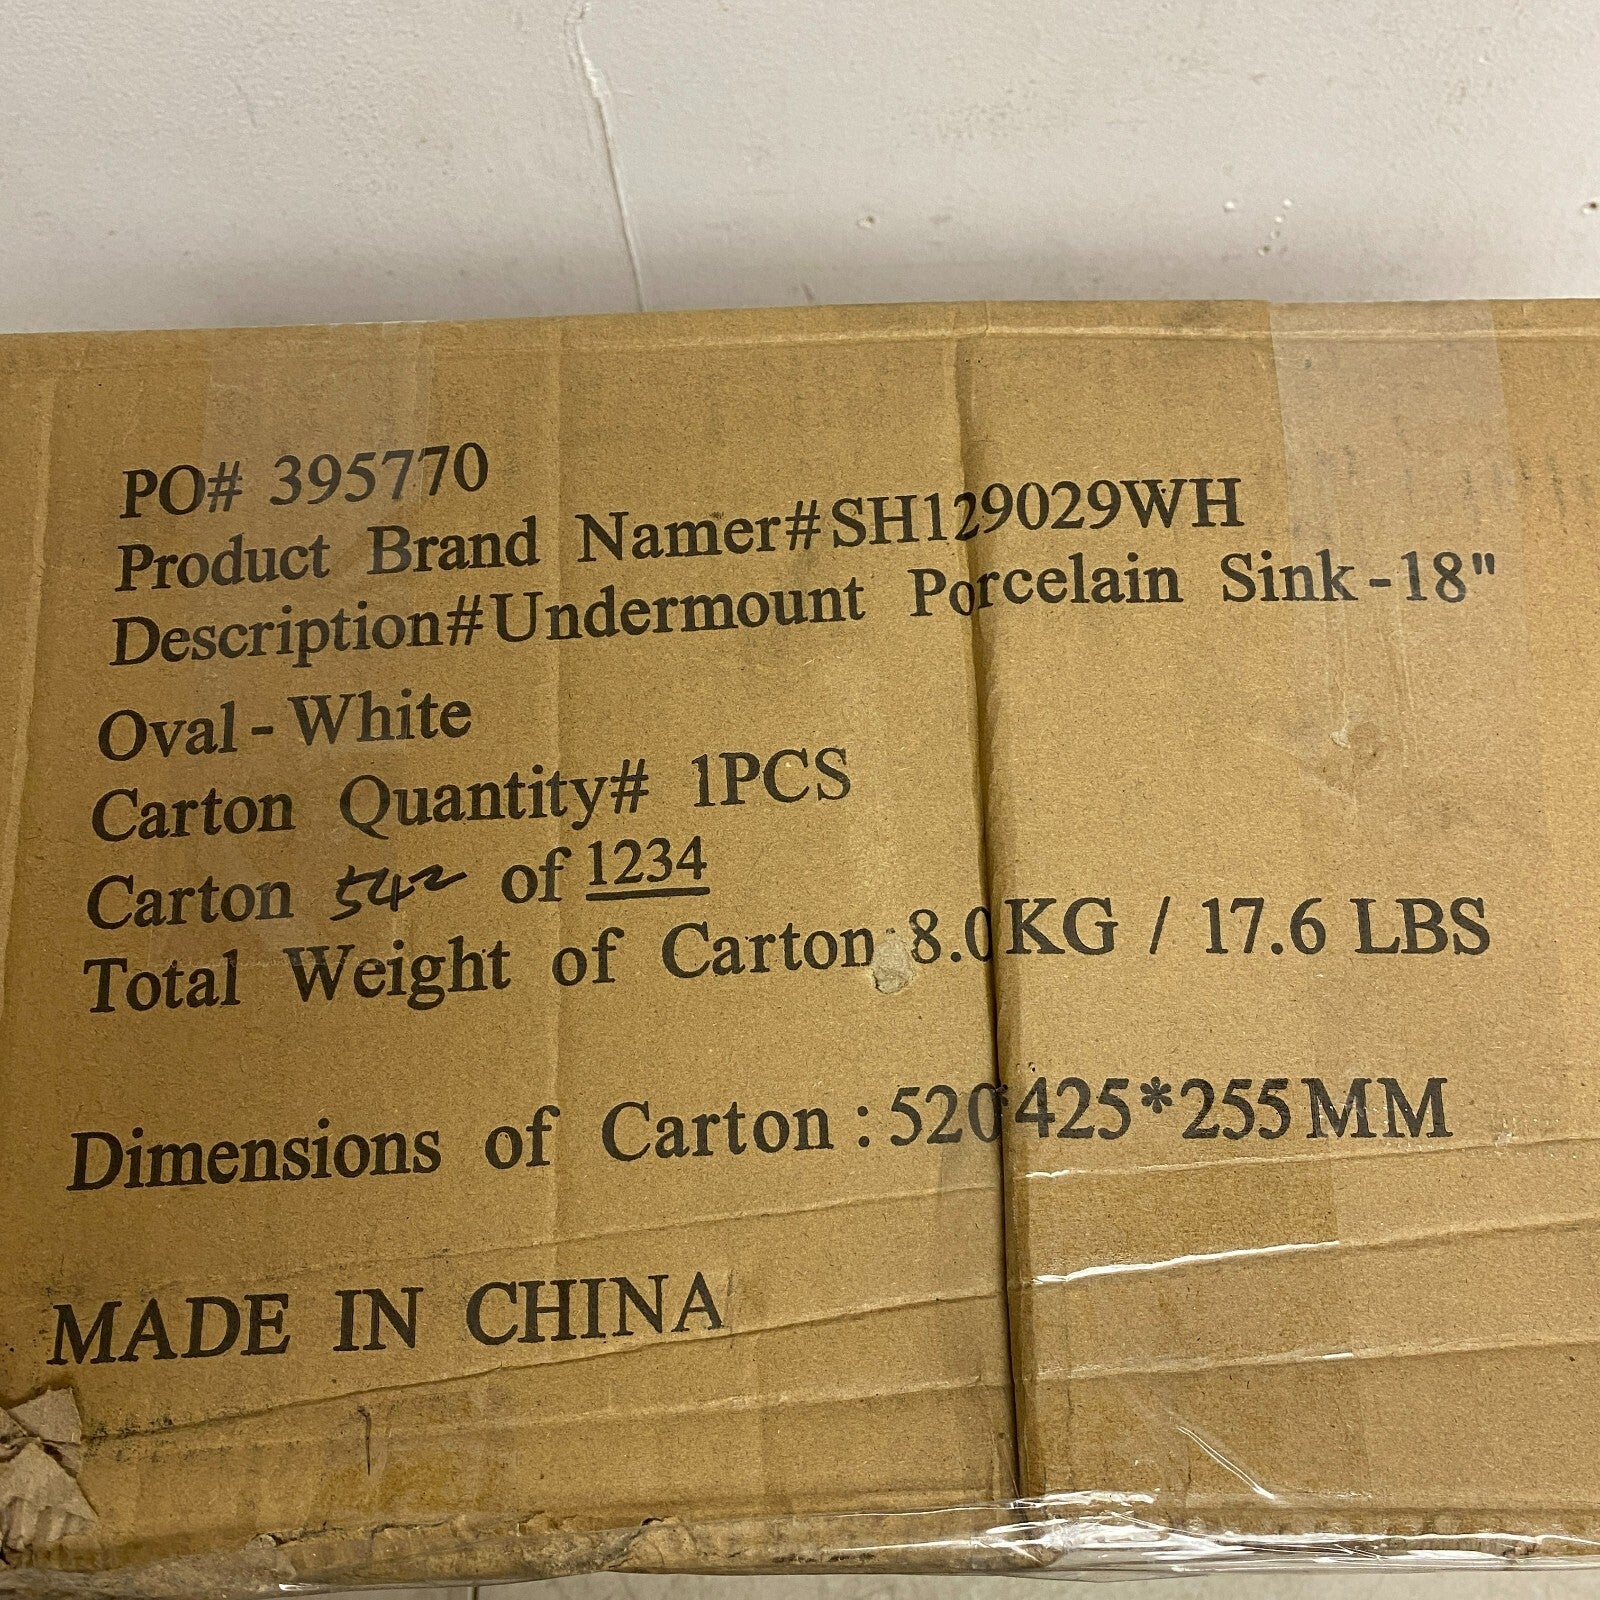 PO# 395770
Product Brand Namer#SH129029WH
Description#Undermount Porcelain Sink-18"
Oval-White
Carton Quantity# 1PCS
Carton 542 of 1234
Total Weight of Carton 8.0KG / 17.6 LBS
Dimensions of Carton:520*425*255MM
MADE IN CHINA